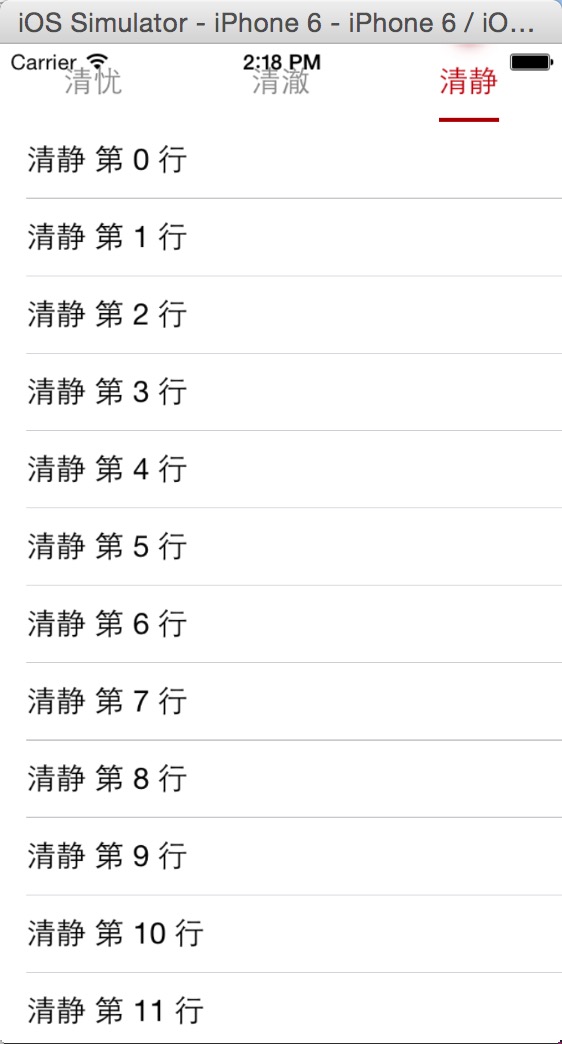 iOS Simulator - iPhone 6 - iPhone 6 / iO...
Carrier 2:18 PM
清忧 清澈 清静
清静 第 0 行
清静 第 1 行
清静 第 2 行
清静 第 3 行
清静 第 4 行
清静 第 5 行
清静 第 6 行
清静 第 7 行
清静 第 8 行
清静 第 9 行
清静 第 10 行
清静 第 11 行